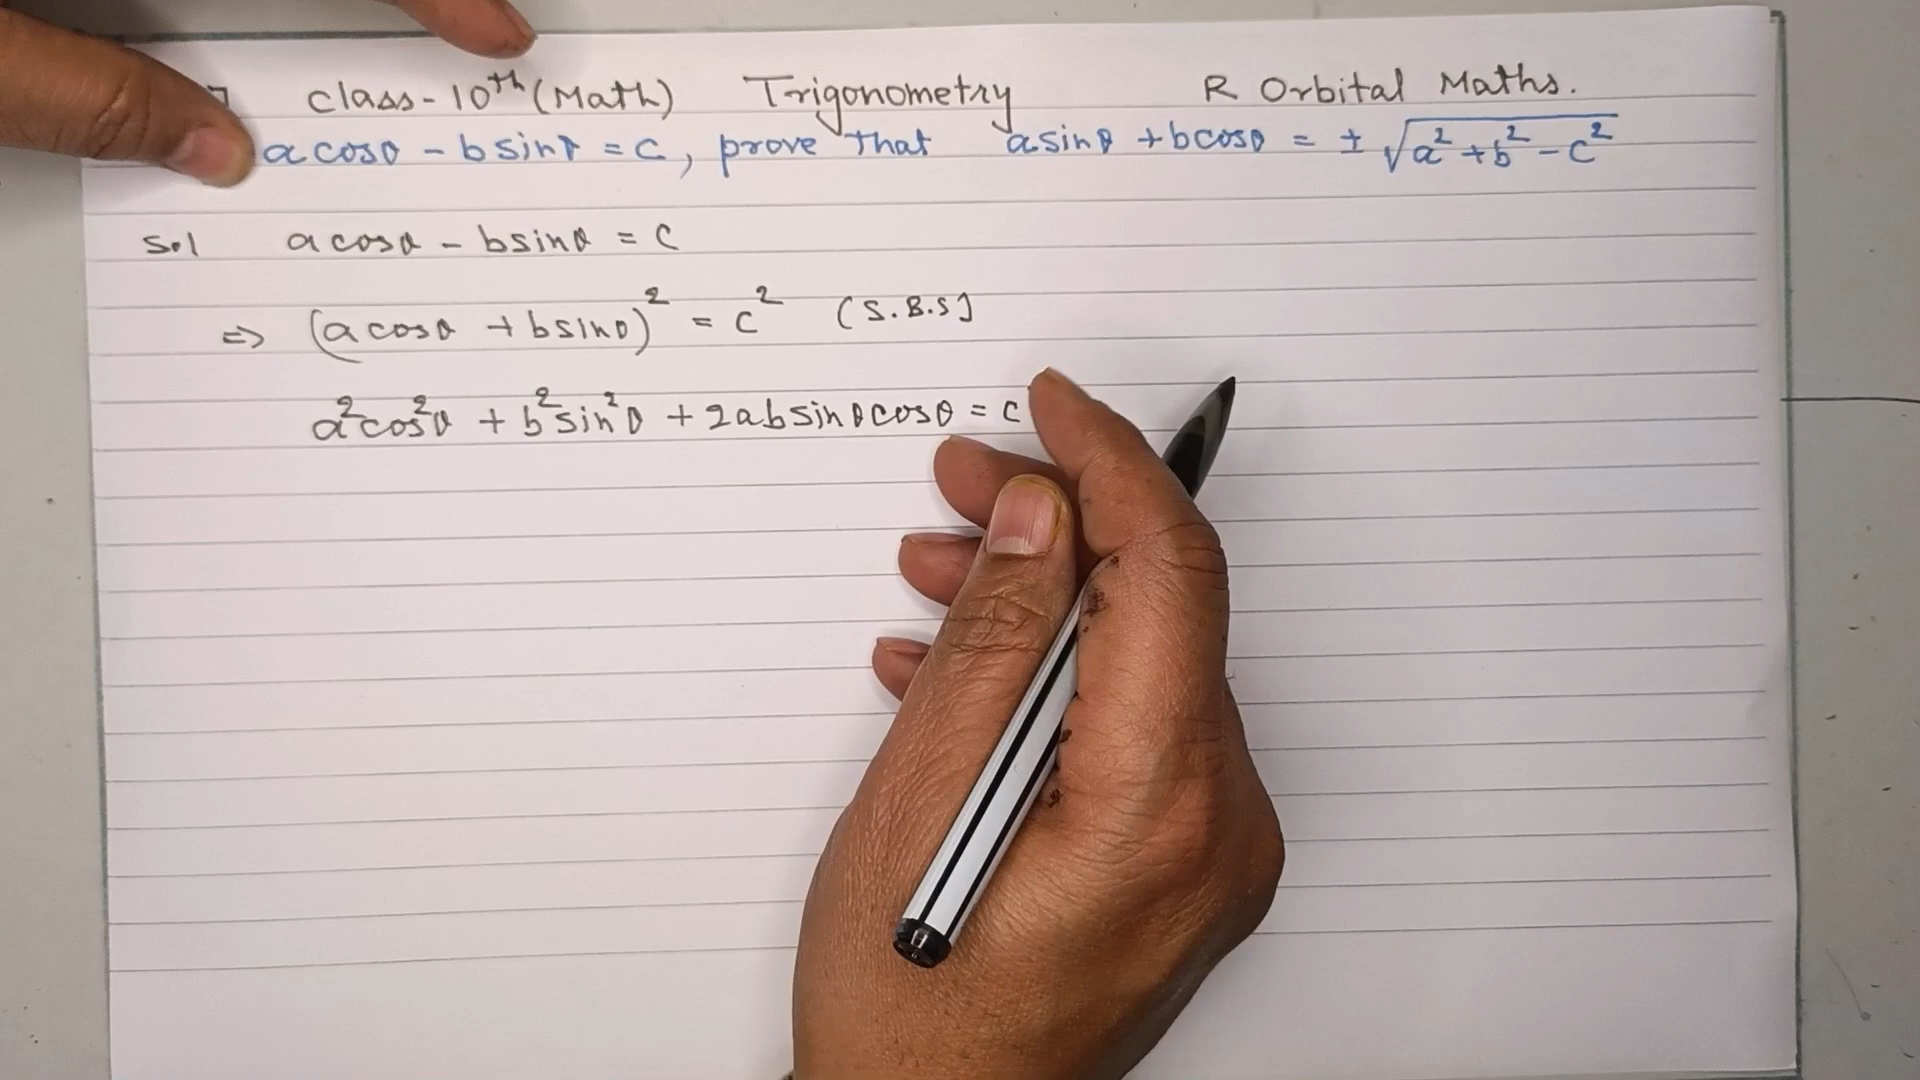 Class-10th (Math) Trigonometry R Orbital Maths.
a cosθ - b sinθ = c, prove that a sinθ + b cosθ = ± √a² + b² - c²
Sol a cosθ - b sinθ = c
=> (a cosθ + b sinθ)² = c² (S.B.S]
a²cos²θ + b²sin²θ + 2ab sinθ cosθ = c